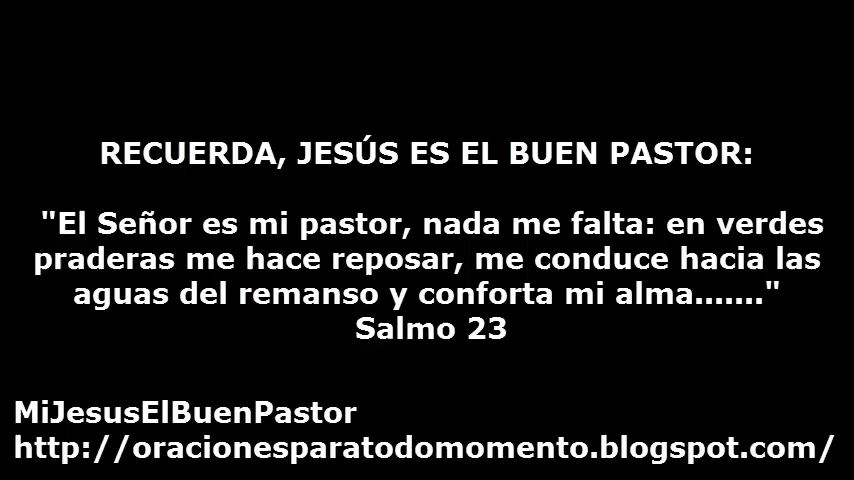 RECUERDA, JESÚS ES EL BUEN PASTOR:
"El Señor es mi pastor, nada me falta: en verdes
praderas me hace reposar, me conduce hacia las
aguas del remanso y conforta mi alma......."
Salmo 23
MiJesusElBuenPastor
http://oracionesparatodomomento.blogspot.com/